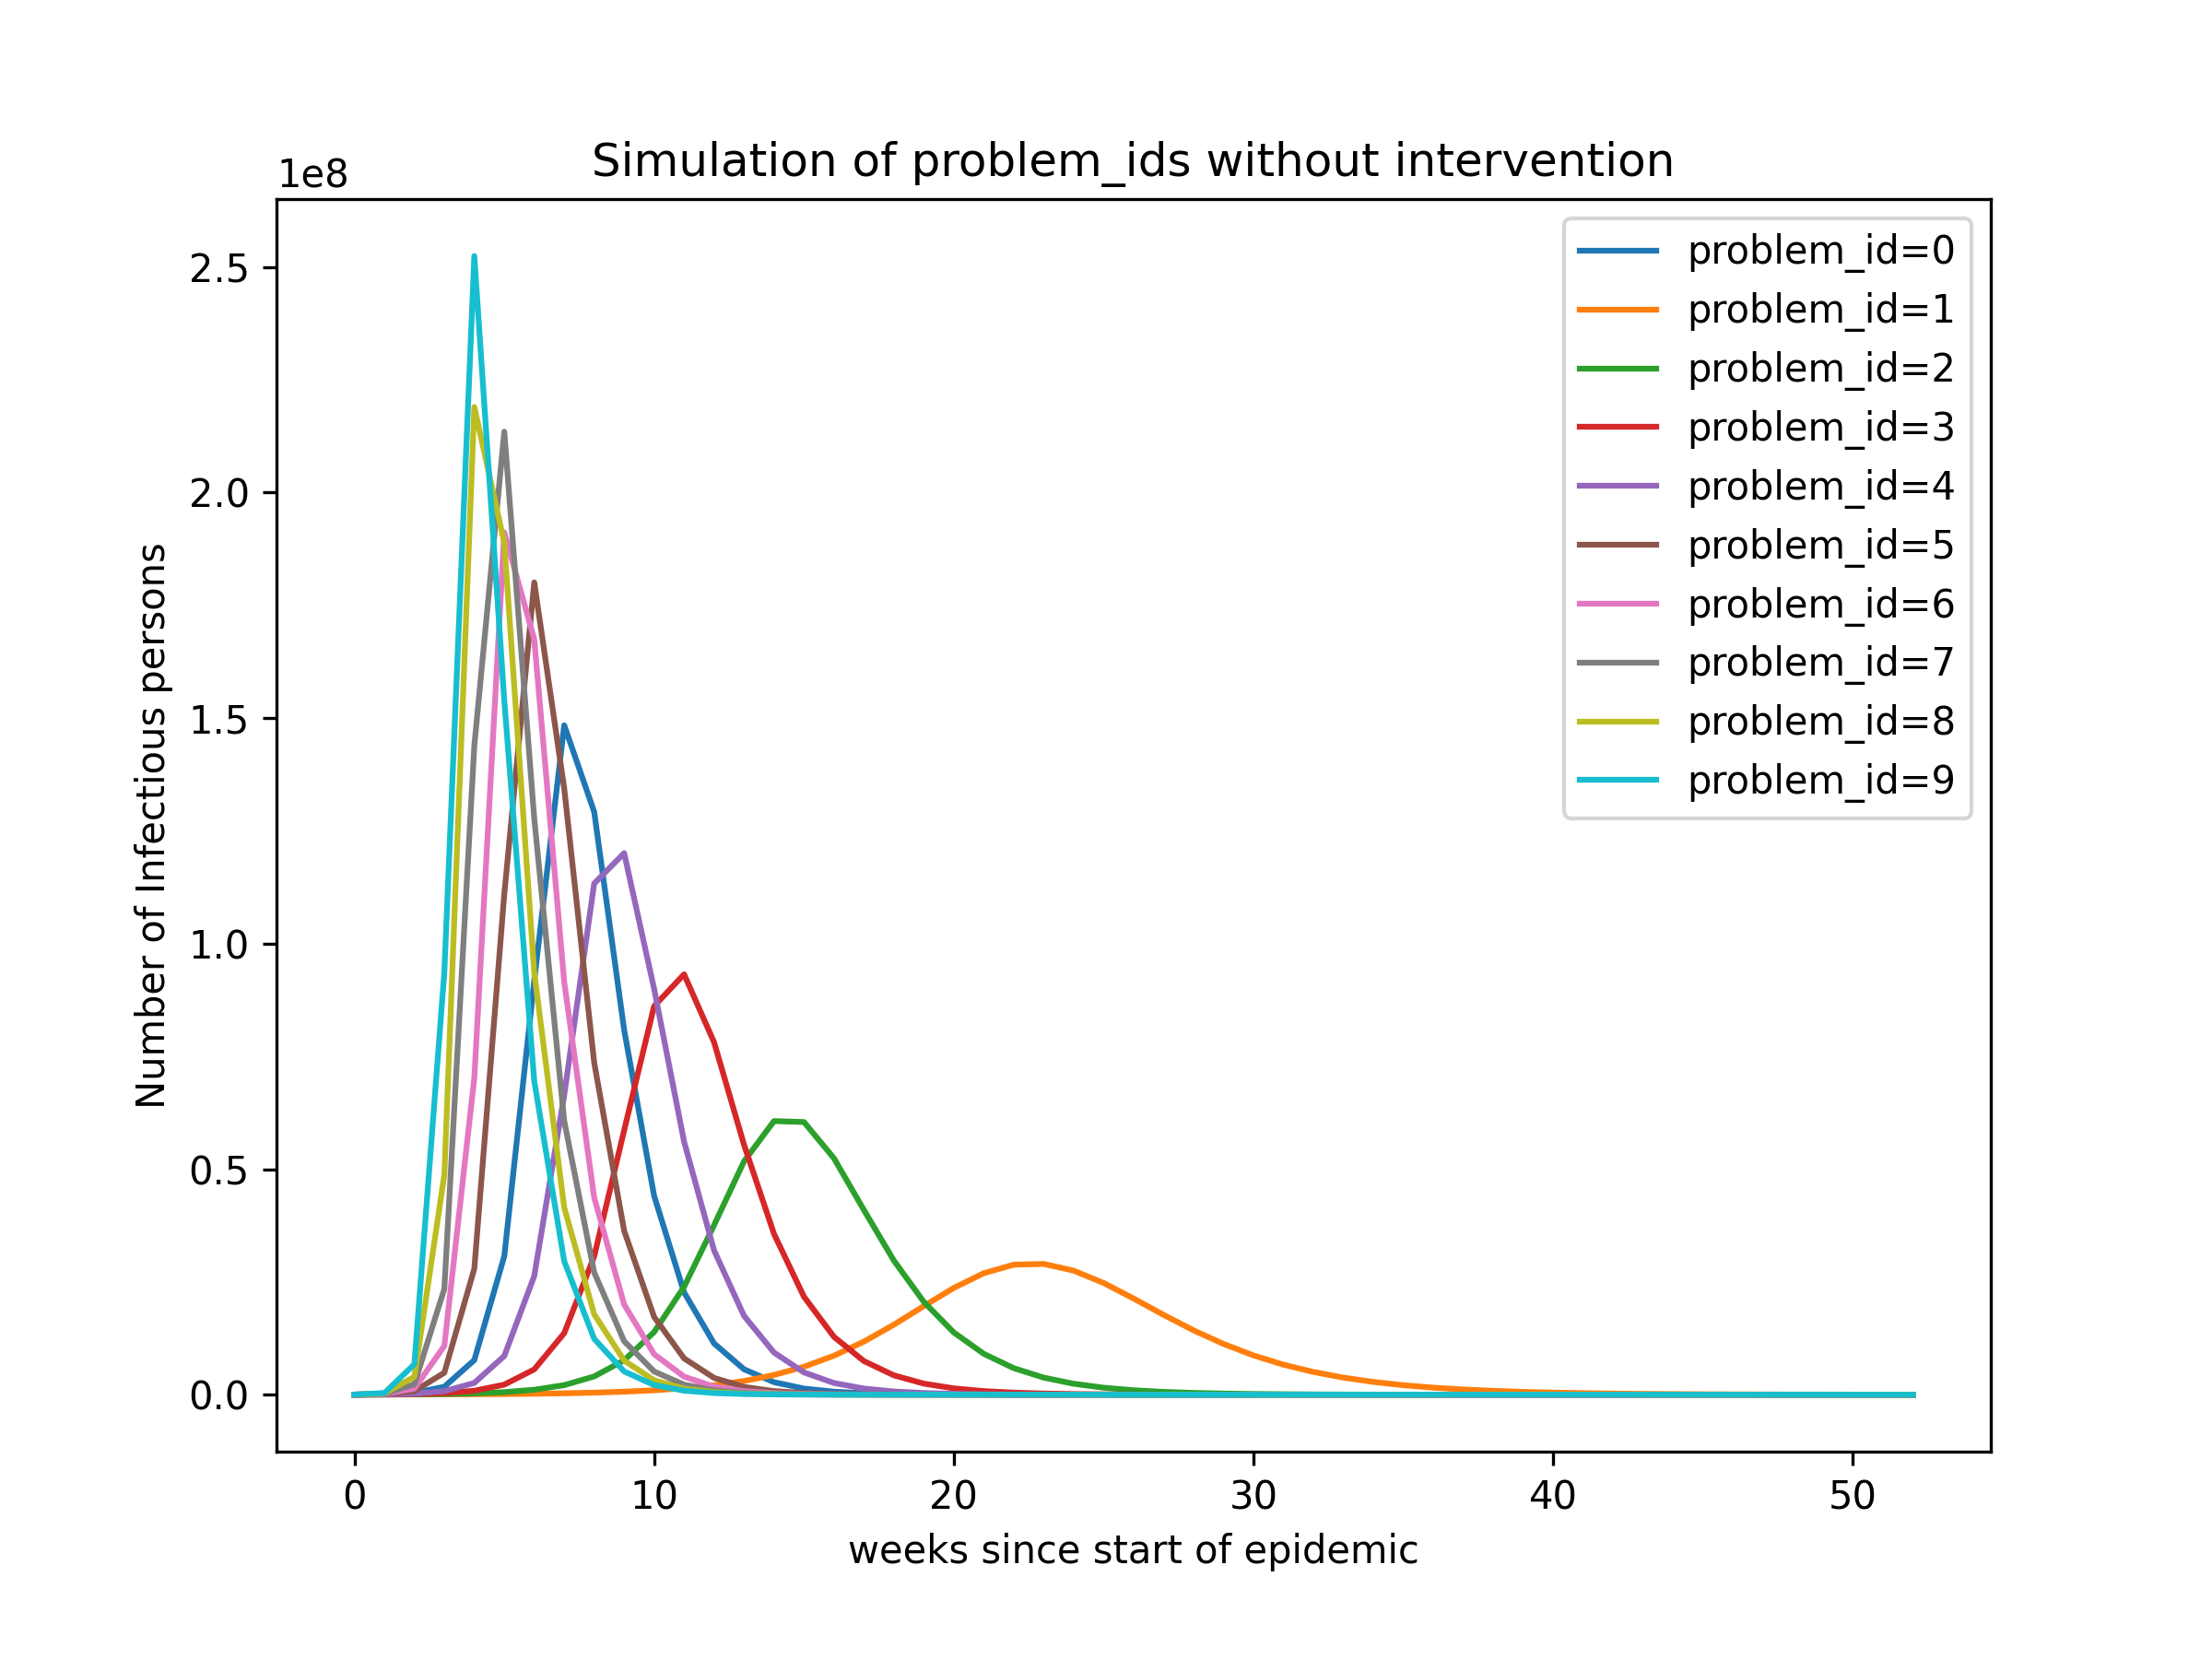 Simulation of problem_ids without intervention
1e8
2.5
2.0
1.5
1.0
0.5
0.0
Number of Infectious persons
0 10 20 30 40 50
weeks since start of epidemic
problem_id=0
problem_id=1
problem_id=2
problem_id=3
problem_id=4
problem_id=5
problem_id=6
problem_id=7
problem_id=8
problem_id=9